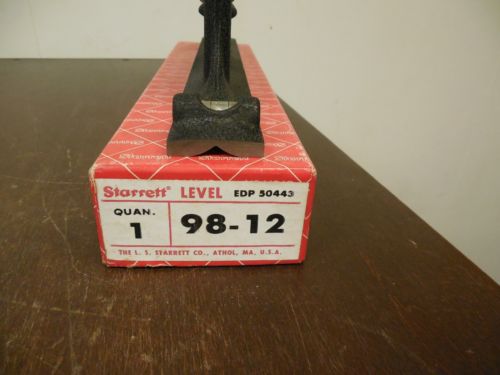 Starrett® LEVEL EDP 50443
QUAN.
1
98-12
THE L. S. STARRETT CO., ATHOL, MA, U.S.A.